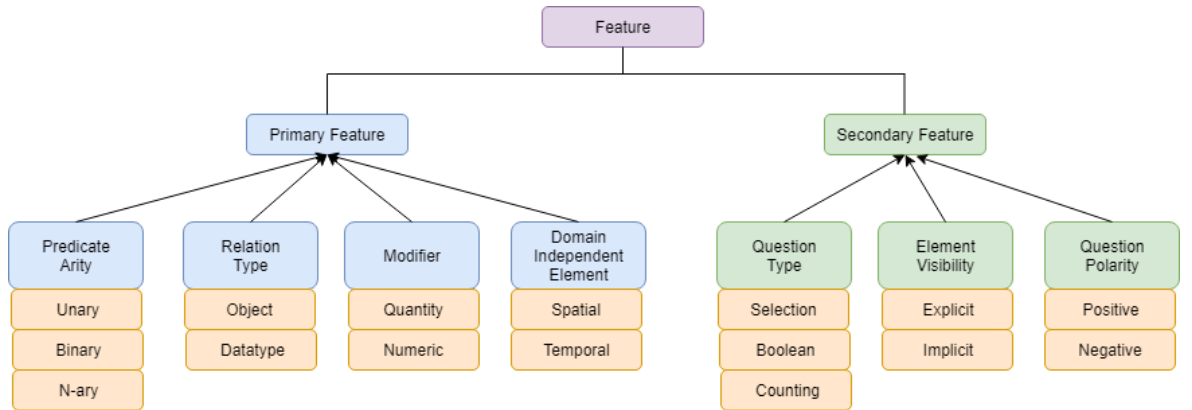 Feature
Primary Feature
Secondary Feature
Predicate
Arity
Unary
Binary
N-ary
Relation
Type
Object
Datatype
Modifier
Quantity
Numeric
Domain
Independent
Element
Spatial
Temporal
Question
Type
Selection
Boolean
Counting
Element
Visibility
Explicit
Implicit
Question
Polarity
Positive
Negative